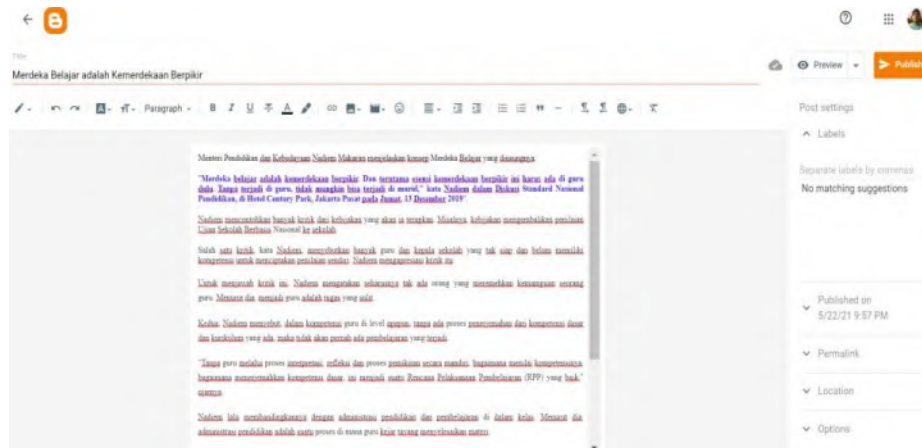 Title
Merdeka Belajar adalah Kemerdekaan Berpikir
Preview
Publish
Paragraph
B I U
Post settings
Labels
Separate labels by commas
No matching suggestions
Published on
5/22/21 9:57 PM
Permalink
Location
Options
Menteri Pendidikan dan Kebudayaan Nadiem Makaran menjelaskan konsep Merdeka Belajar yang diusungnya.
"Merdeka belajar adalah kemerdekaan berpikir. Dan terutama esensi kemerdekaan berpikir ini harus ada di guru
dulu. Tanpa terjadi di guru, tidak mungkin bisa terjadi di murid," kata Nadiem dalam Diskusi Standard Nasional
Pendidikan, di Hotel Century Park, Jakarta Pusat pada Jumat, 13 Desember 2019".
Nadiem mencontohkan banyak kritik dari kebijakan yang akan ia terapkan. Misalnya, kebijakan mengembalikan penilaian
Ujian Sekolah Berbasis Nasional ke sekolah.
Salah satu kritik, kata Nadiem, menyebutkan banyak guru dan kepala sekolah yang tak siap dan belum memiliki
kompetensi untuk menciptakan penilaian sendiri. Nadiem mengapresiasi kritik itu.
Untuk menjawab kritik ini, Nadiem mengatakan seharusnya tak ada orang yang meremehkan kemampuan seorang
guru. Menurut dia, menjadi guru adalah tugas yang sulit.
Kedua, Nadiem menyebut, dalam kompetensi guru di level apapun, tanpa ada proses penerjemahan dari kompetensi dasar
dan kurikulum yang ada, maka tidak akan pernah ada pembelajaran yang terjadi.
"Tanpa guru melalui proses interpretasi, refleksi dan proses pemikiran secara mandiri, bagaimana menilai kompetensinya,
bagaimana menerjemahkan kompetensi dasar, ini menjadi suatu Rencana Pelaksanaan Pembelajaran (RPP) yang baik,"
ujarnya.
Nadiem lalu membandingkannya dengan administrasi pendidikan dan pembelajaran di dalam kelas. Menurut dia,
administrasi pendidikan adalah suatu proses di mana guru kejar tayang menyelesaikan materi.